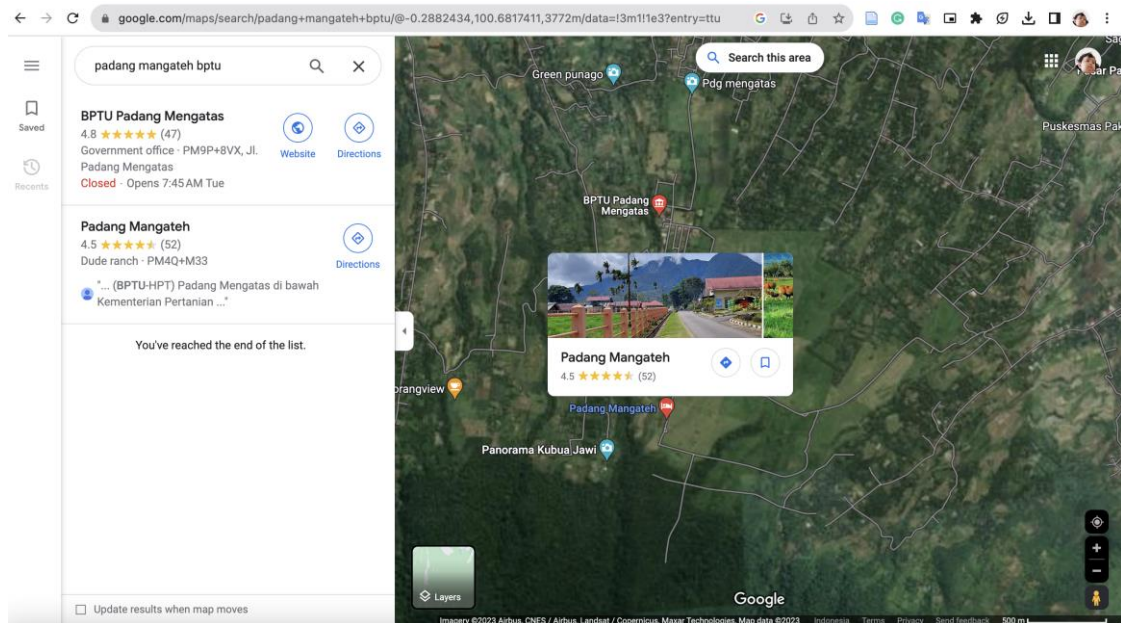 google.com/maps/search/padang+mangateh+bptu/@-0.2882434,100.6817411,3772m/data=!3m1!1e3?entry=ttu
padang mangateh bptu
Saved
Recents
BPTU Padang Mengatas
4.8 (47)
Government office · PM9P+8VX, Jl.
Padang Mengatas
Closed · Opens 7:45 AM Tue
Website
Directions
Padang Mangateh
4.5 (52)
Dude ranch · PM4Q+M33
Directions
"... (BPTU-HPT) Padang Mengatas di bawah
Kementerian Pertanian ..."
You've reached the end of the list.
Update results when map moves
Search this area
Green punago
Pdg mengatas
Puskesmas Pak
BPTU Padang
Mengatas
Padang Mangateh
4.5 (52)
orangview
Padang Mangateh
Panorama Kubua Jawi
Layers
Google
Imagery ©2023 Airbus, CNES / Airbus, Landsat / Copernicus, Maxar Technologies, Map data ©2023 Indonesia Terms Privacy Send feedback 500 m